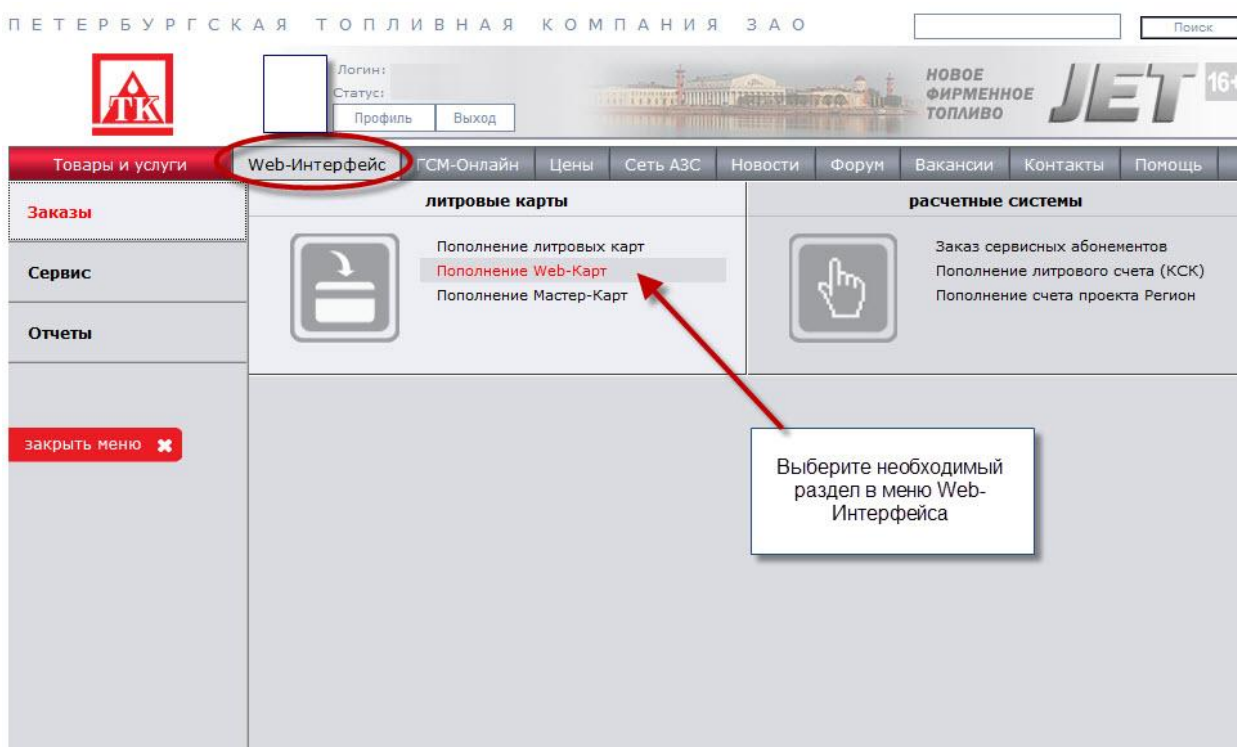 ПЕТЕРБУРГСКАЯ ТОПЛИВНАЯ КОМПАНИЯ ЗАО
Поиск
ПТК
Логин:
Статус:
Профиль Выход
НОВОЕ
ФИРМЕННОЕ
ТОПЛИВО
JET
16+
Товары и услуги Web-Интерфейс ГСМ-Онлайн Цены Сеть АЗС Новости Форум Вакансии Контакты Помощь
Заказы
Сервис
Отчеты
закрыть меню
литровые карты
Пополнение литровых карт
Пополнение Web-Карт
Пополнение Мастер-Карт
расчетные системы
Заказ сервисных абонементов
Пополнение литрового счета (КСК)
Пополнение счета проекта Регион
Выберите необходимый
раздел в меню Web-
Интерфейса